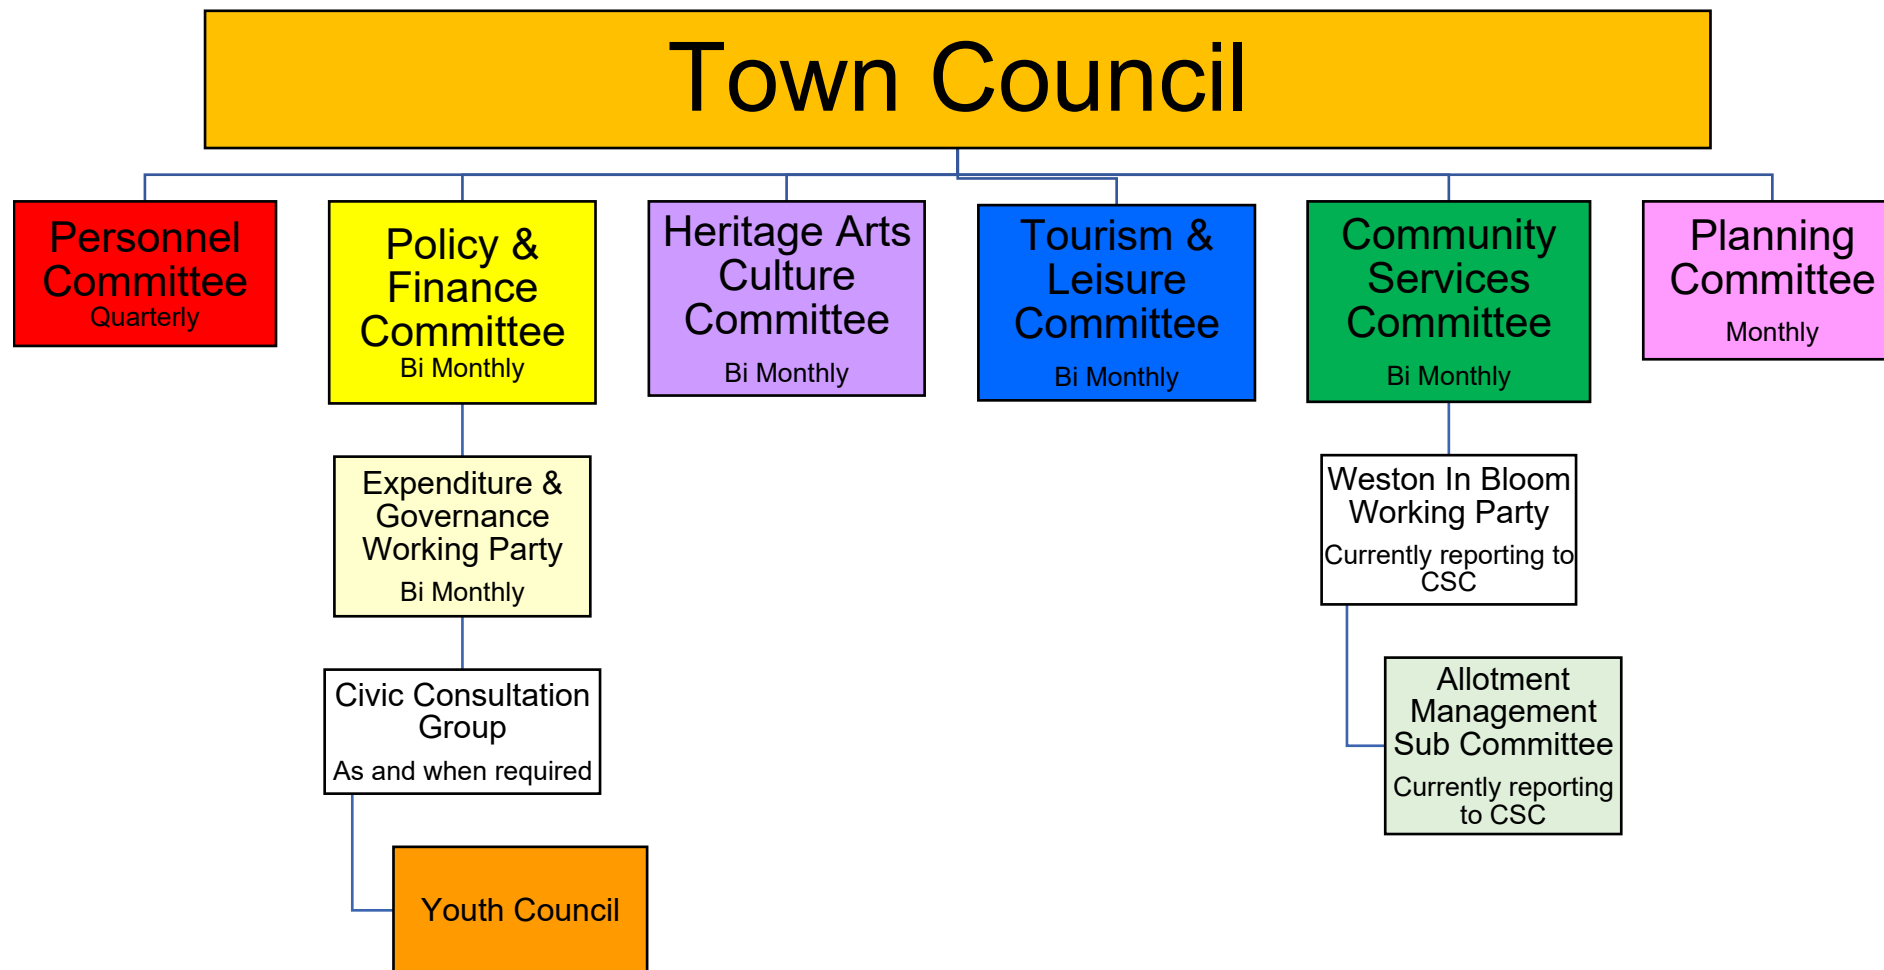 Town Council
Personnel
Committee
Quarterly
Policy &
Finance
Committee
Bi Monthly
Heritage Arts
Culture
Committee
Bi Monthly
Tourism &
Leisure
Committee
Bi Monthly
Community
Services
Committee
Bi Monthly
Planning
Committee
Monthly
Expenditure &
Governance
Working Party
Bi Monthly
Weston In Bloom
Working Party
Currently reporting to
CSC
Civic Consultation
Group
As and when required
Allotment
Management
Sub Committee
Currently reporting
to CSC
Youth Council